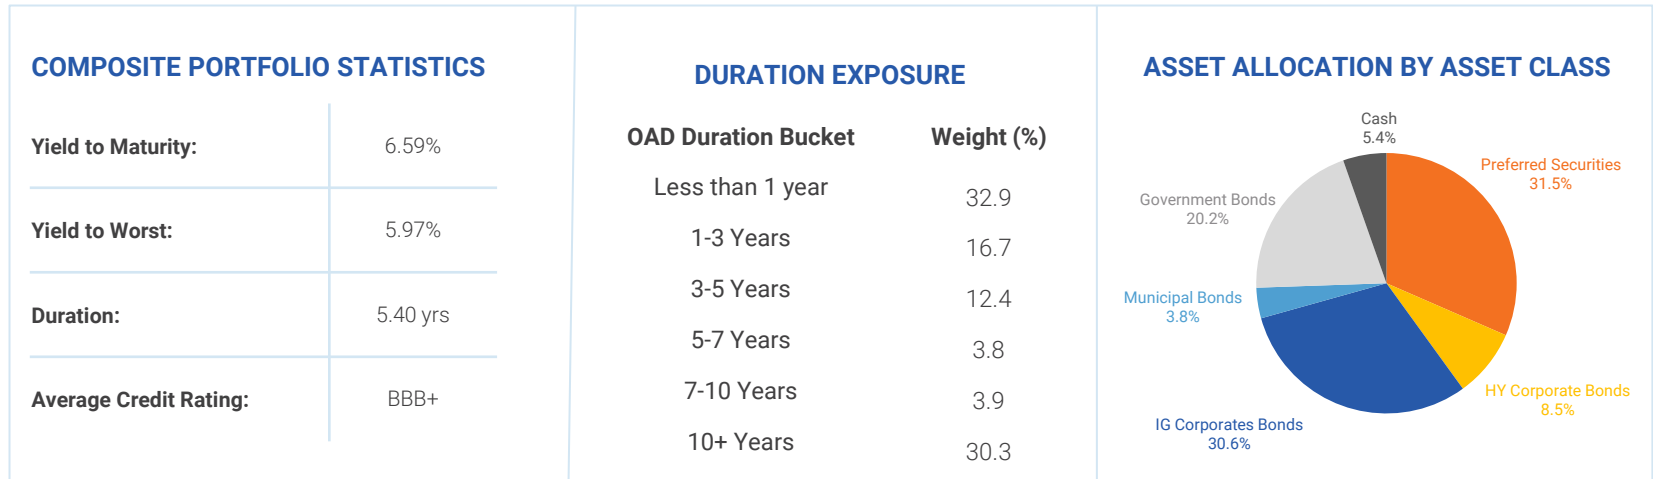 COMPOSITE PORTFOLIO STATISTICS
Yield to Maturity: 6.59%
Yield to Worst: 5.97%
Duration: 5.40 yrs
Average Credit Rating: BBB+
DURATION EXPOSURE
OAD Duration Bucket Weight (%)
Less than 1 year 32.9
1-3 Years 16.7
3-5 Years 12.4
5-7 Years 3.8
7-10 Years 3.9
10+ Years 30.3
ASSET ALLOCATION BY ASSET CLASS
Cash
5.4%
Preferred Securities
31.5%
Government Bonds
20.2%
Municipal Bonds
3.8%
HY Corporate Bonds
8.5%
IG Corporates Bonds
30.6%